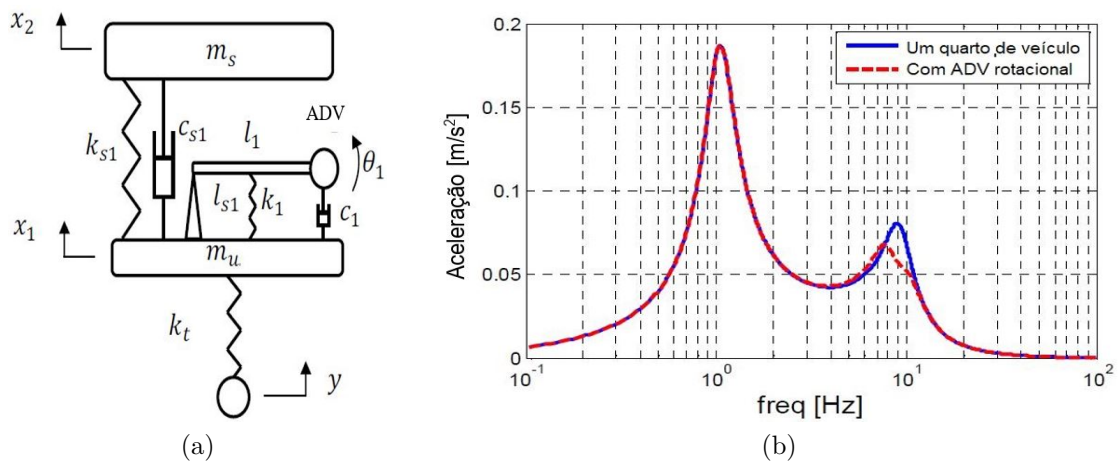 x₂
mₛ
ADV
cₛ₁
l₁
kₛ₁
θ₁
lₛ₁
k₁
c₁
x₁
mᵤ
kₜ
y
(a)
0.2
0.15
0.1
0.05
0
Aceleração [m/s²]
Um quarto de veículo
Com ADV rotacional
10⁻¹ 10⁰ 10¹ 10²
freq [Hz]
(b)